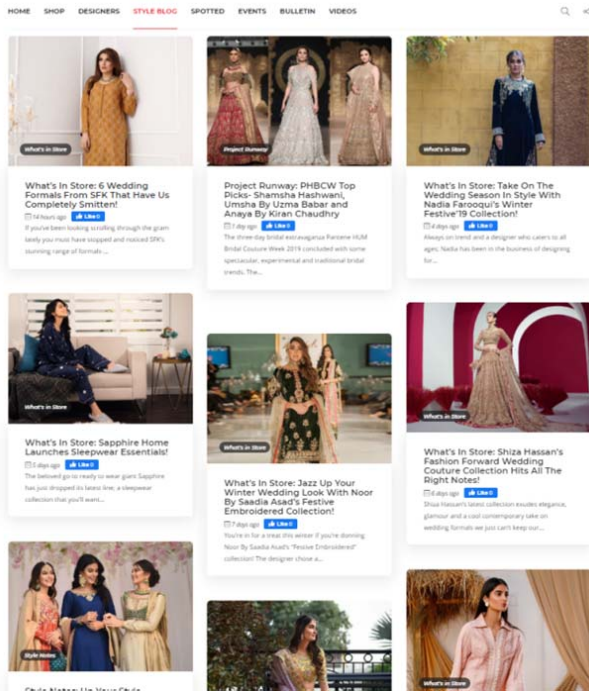 HOME SHOP DESIGNERS STYLE BLOG SPOTTED EVENTS BULLETIN VIDEOS
What's in Store
What's In Store: 6 Wedding
Formals From SFK That Have Us
Completely Smitten!
14 hours ago Like 0
If you've been looking scrolling through the gram
lately you must have stopped and noticed SFK's
stunning range of formals ...
What's in Store
What's In Store: Sapphire Home
Launches Sleepwear Essentials!
5 days ago Like 0
The beloved go-to ready to wear giant Sapphire
has just dropped its latest line; a sleepwear
collection that you'll want...
Style Notes
Style Notes: Up Your Style
Project Runway
Project Runway: PHBCW Top
Picks- Shamsha Hashwani,
Umsha By Uzma Babar and
Anaya By Kiran Chaudhry
1 day ago Like 0
The three day bridal extravaganza Pantene HUM
Bridal Couture Week 2019 concluded with some
spectacular, experimental and traditional bridal
trends. The...
What's in Store
What's In Store: Jazz Up Your
Winter Wedding Look With Noor
By Saadia Asad's Festive
Embroidered Collection!
7 days ago Like 0
You're in for a treat this winter if you're donning
Noor By Saadia Asad's "Festive Embroidered"
collection! The designer chose a...
What's in Store
What's In Store: Take On The
Wedding Season In Style With
Nadia Farooqui's Winter
Festive'19 Collection!
4 days ago Like 0
Always on trend and a designer who caters to all
ages, Nadia has been in the business of designing
for...
What's in Store
What's In Store: Shiza Hassan's
Fashion Forward Wedding
Couture Collection Hits All The
Right Notes!
6 days ago Like 0
Shiza Hassan's latest collection exudes elegance,
glamour and a cool contemporary take on
wedding formals we just can't keep our...
What's in Store